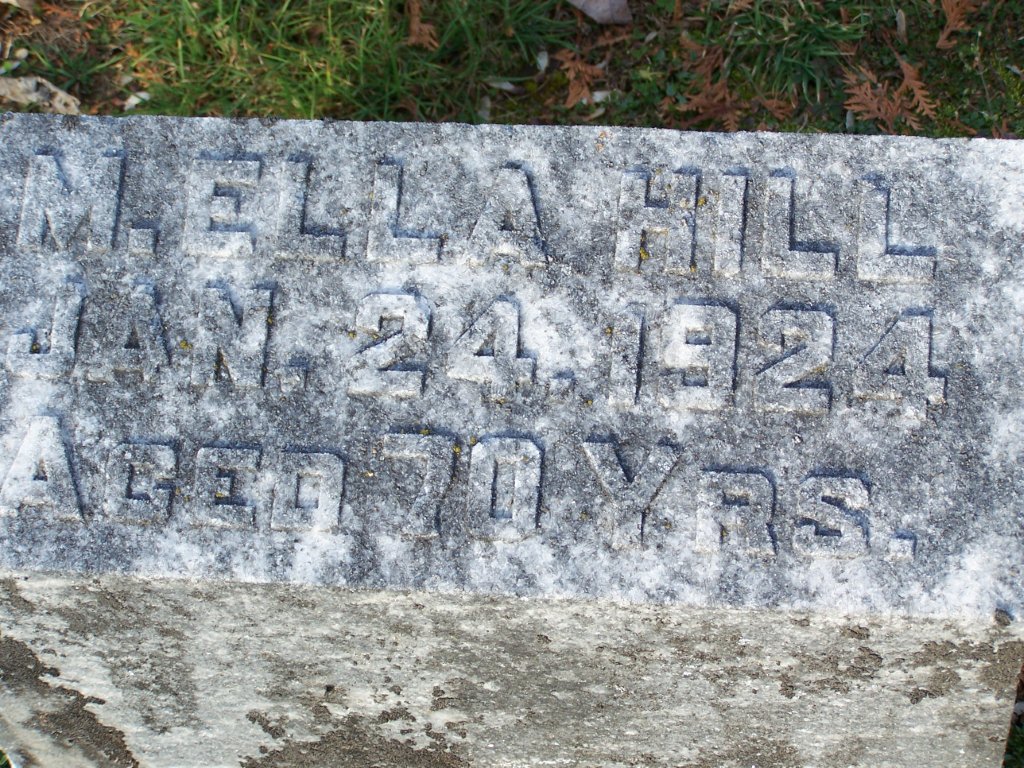 M. ELLA HILL
JAN. 24. 1924
AGED 70 YRS.